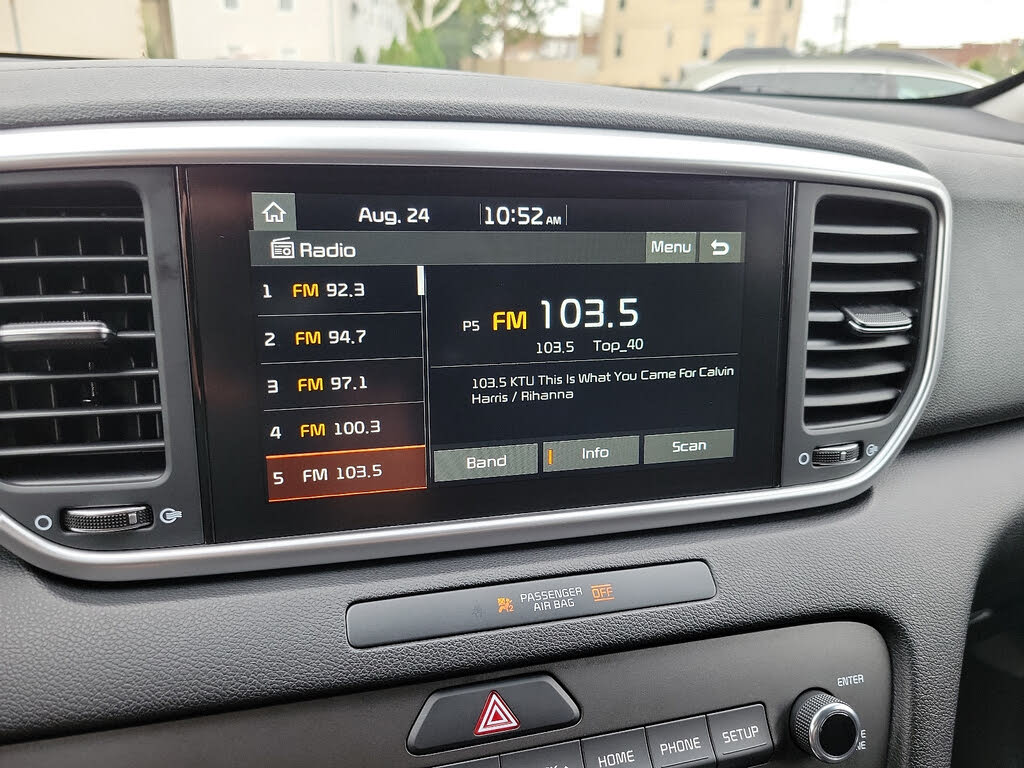 Aug. 24 10:52 AM
Radio Menu
1 FM 92.3
2 FM 94.7
3 FM 97.1
4 FM 100.3
5 FM 103.5
P5 FM 103.5
103.5 Top_40
103.5 KTU This Is What You Came For Calvin
Harris / Rihanna
Band Info Scan
PASSENGER
AIR BAG
OFF
ENTER
HOME PHONE SETUP